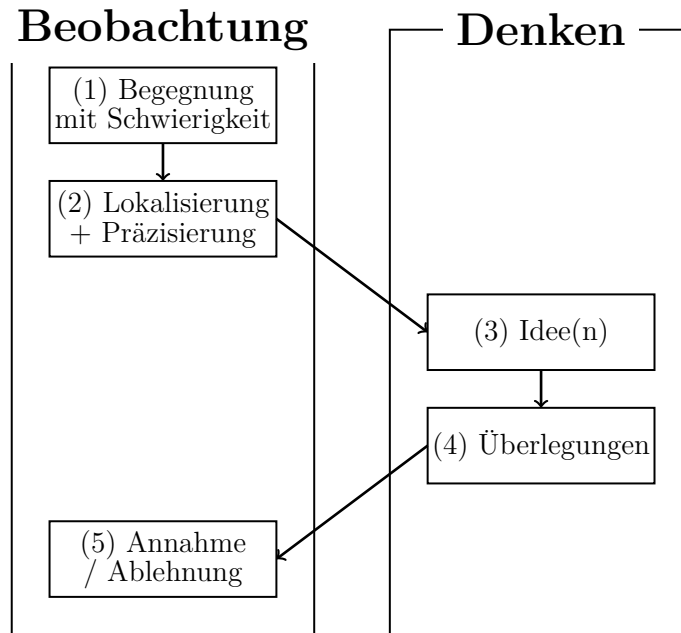 Beobachtung
Denken
(1) Begegnung
mit Schwierigkeit
(2) Lokalisierung
+ Präzisierung
(3) Idee(n)
(4) Überlegungen
(5) Annahme
/ Ablehnung